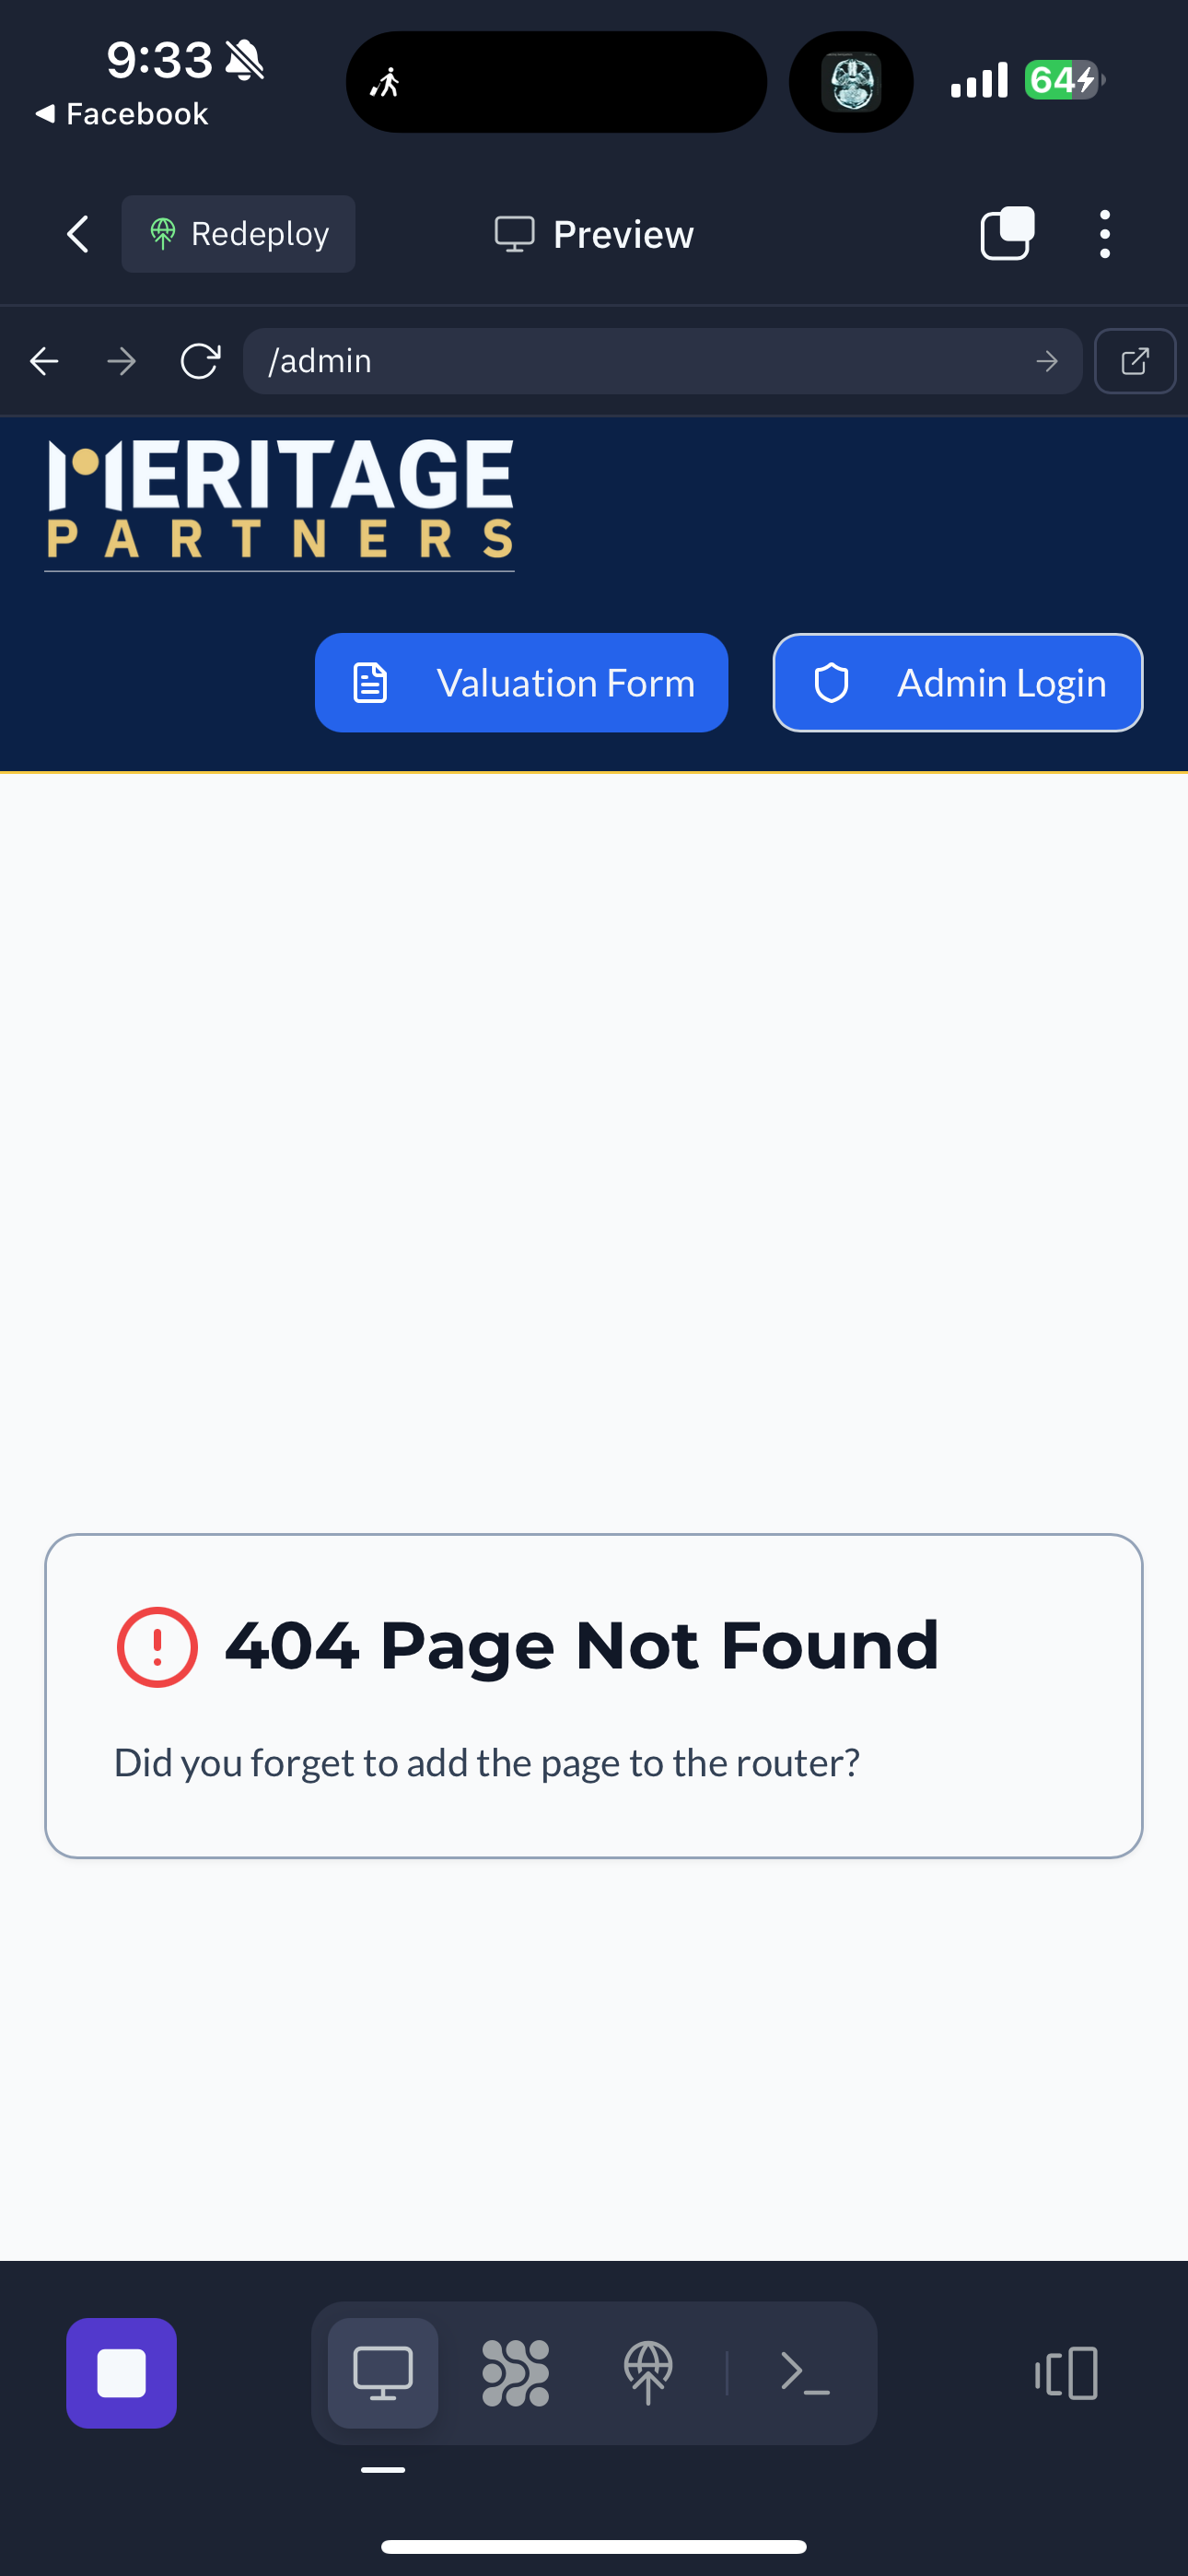 9:33
Facebook
64
Redeploy
Preview
/admin
MERITAGE
PARTNERS
Valuation Form
Admin Login
404 Page Not Found
Did you forget to add the page to the router?